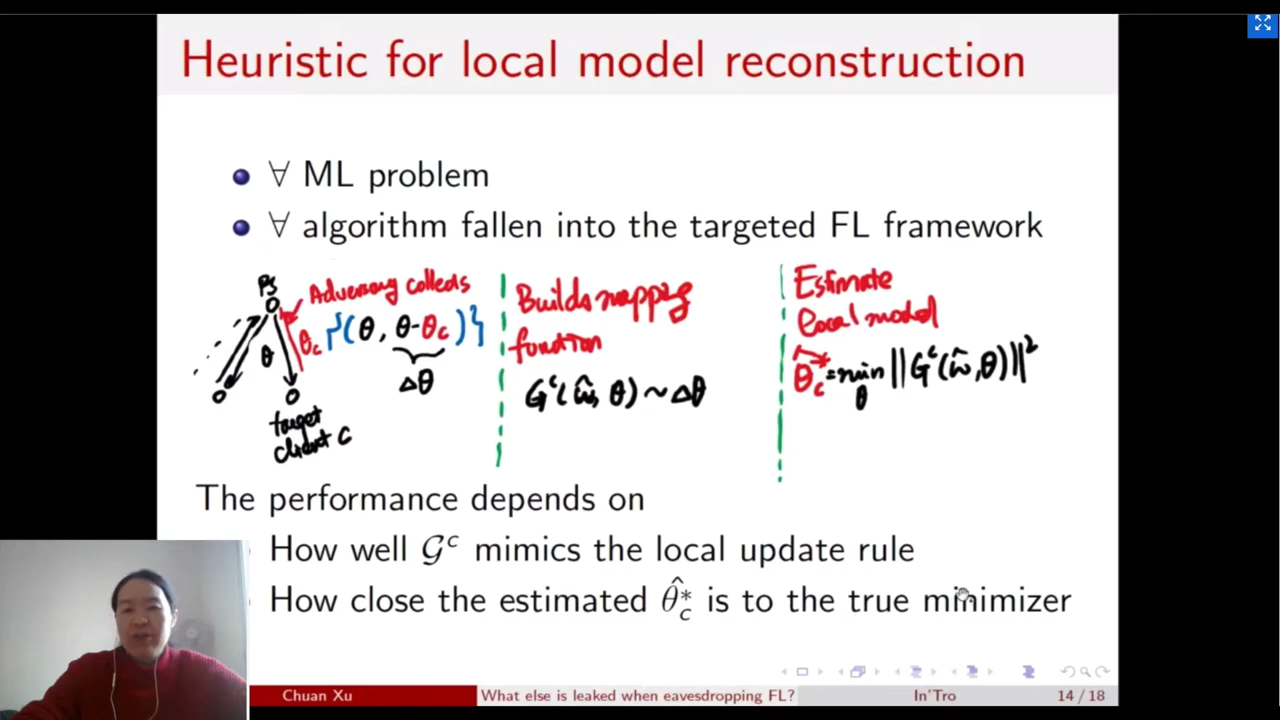 Heuristic for local model reconstruction
∀ ML problem
∀ algorithm fallen into the targeted FL framework
PS
Adversary collects
θ
θc
{(θ, θ-θc)}
Δθ
target
client c
Builds mapping
function
G^c(ŵ, θ) ~ Δθ
Estimate
local model
θ̂c = min_θ ||G^c(ŵ, θ)||²
The performance depends on
How well 𝒢^c mimics the local update rule
How close the estimated θ̂*_c is to the true minimizer
Chuan Xu
What else is leaked when eavesdropping FL?
In'Tro
14 / 18